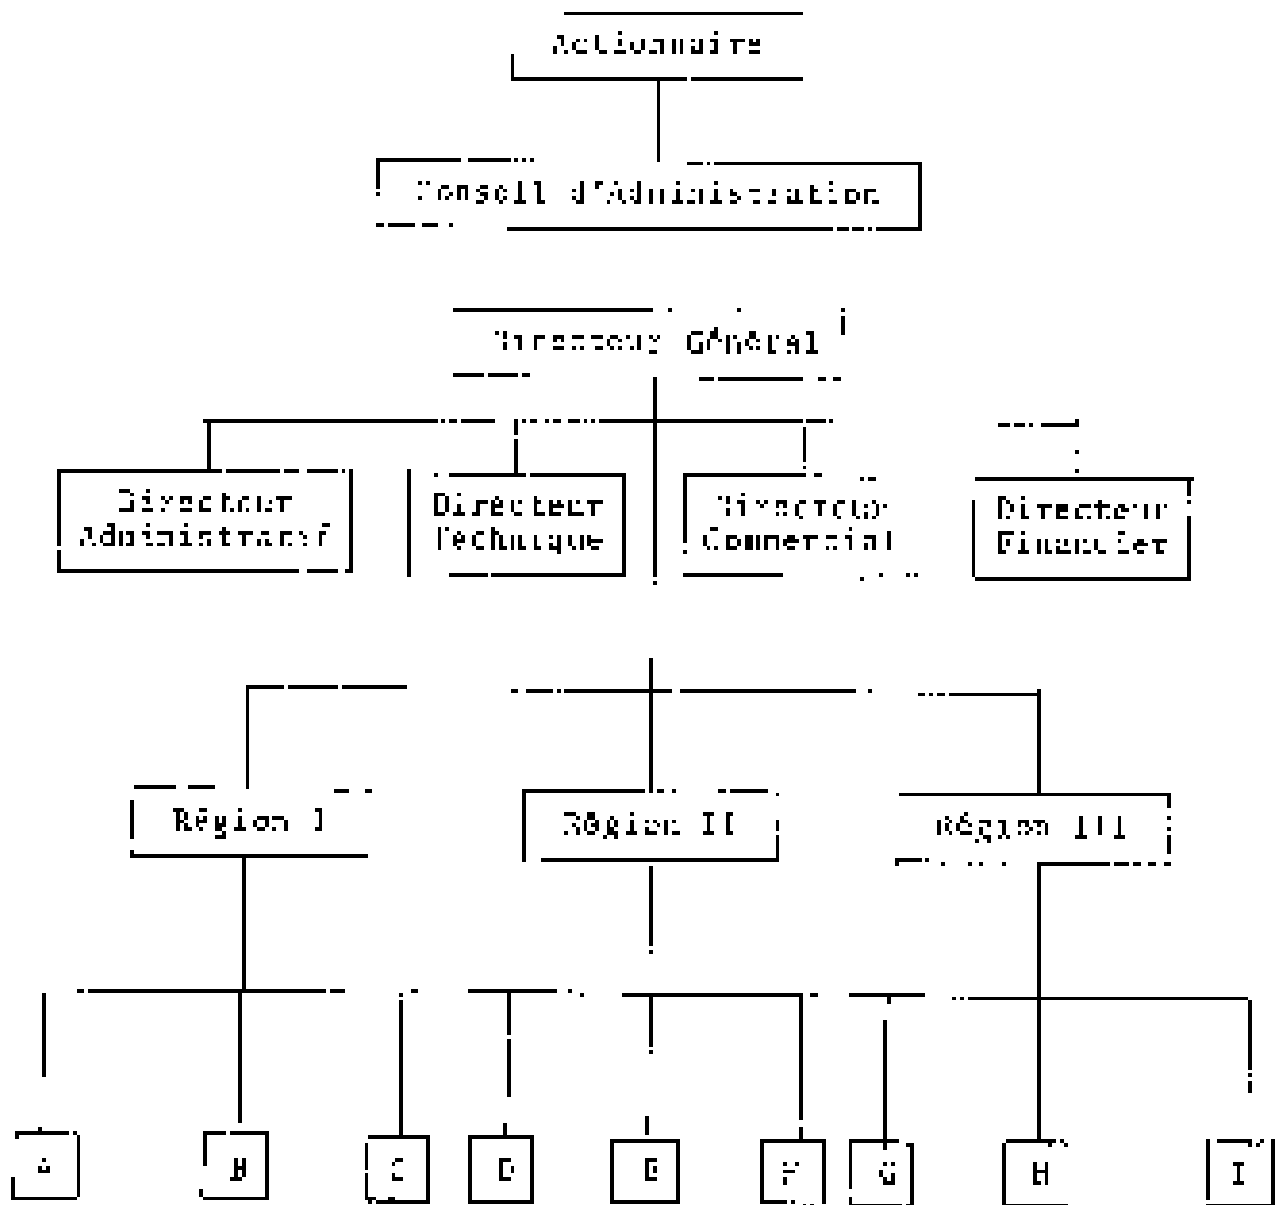 Actionnaire
Conseil d'Administration
Directeur Général
Directeur
Administratif
Directeur
Technique
Directeur
Commercial
Directeur
Financier
Région I
Région II
Région III
A B C D E F G H I